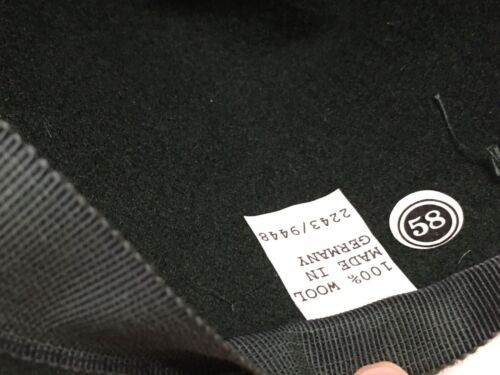 100% WOOL
MADE IN
GERMANY
2243/9448
58